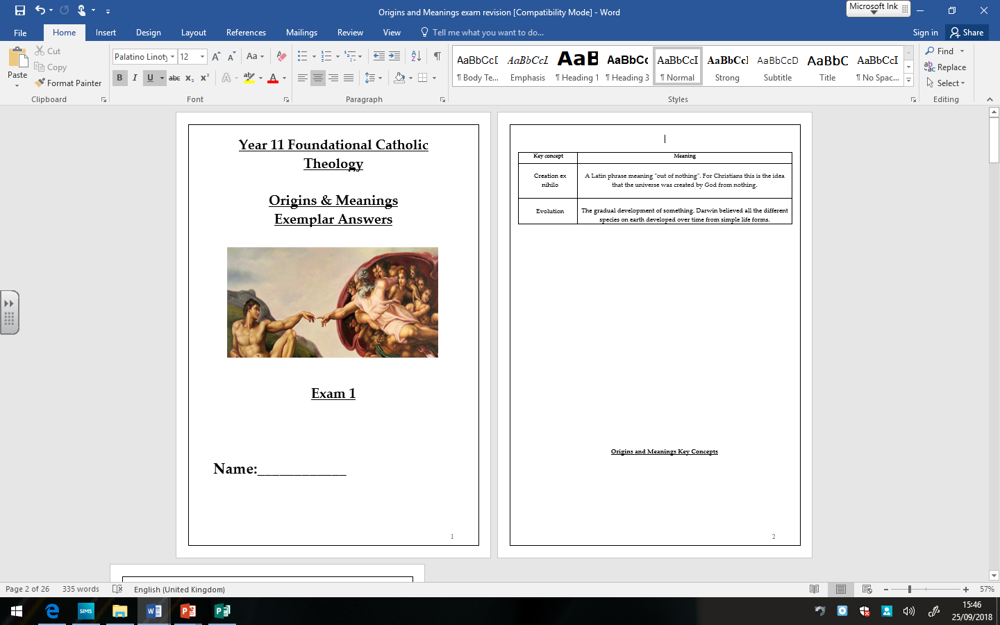 Origins and Meanings exam revision [Compatibility Mode] - Word
Microsoft Ink
File Home Insert Design Layout References Mailings Review View Tell me what you want to do... Sign in Share
Paste
Cut
Copy
Format Painter
Clipboard
Palatino Linoty 12
Font
Paragraph
AaBbCcD AaBbCcL AaB AaBbCc AaBbCcI AaBbCcl AaBbCcD AaBbC AaBbCcI
¶ Body Te... Emphasis ¶ Heading 1 ¶ Heading 3 ¶ Normal Strong Subtitle Title ¶ No Spac...
Styles
Find
Replace
Select
Editing
Year 11 Foundational Catholic
Theology
Origins & Meanings
Exemplar Answers
Exam 1
Name:____________
1
Key concept Meaning
Creation ex
nihilo
A Latin phrase meaning "out of nothing". For Christians this is the idea
that the universe was created by God from nothing.
Evolution
The gradual development of something. Darwin believed all the different
species on earth developed over time from simple life forms.
Origins and Meanings Key Concepts
2
Page 2 of 26 335 words English (United Kingdom) 57%
SIMS
15:46
25/09/2018